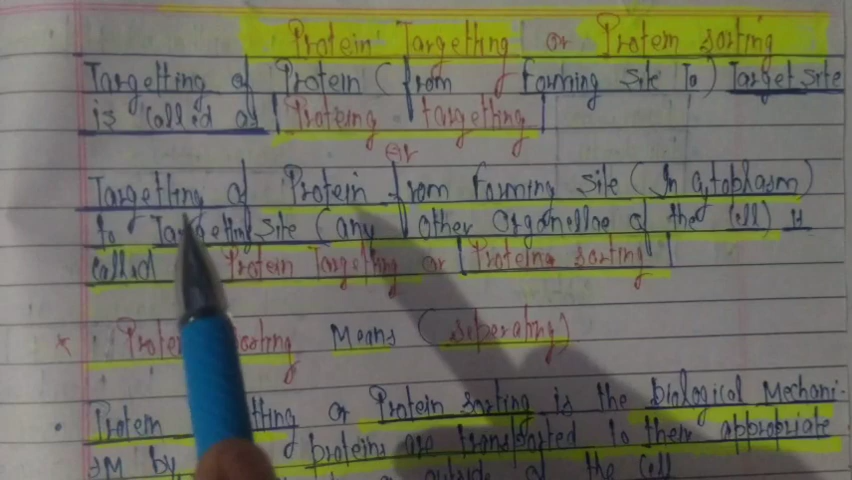 Protein Targetting or Protein sorting
Targetting of Protein (from Forming site To) Target site
is called as Proteing targetting
or
Targetting of Protein from Forming site (In cytoplasm)
to Targetting site (any other organellae of the cell) is
called Protein Targetting or Proteing sorting
* means (seperating)
• Protein or Protein sorting is the biological Mechani-
sm by proteins are transported to their appropriate
outside of the cell